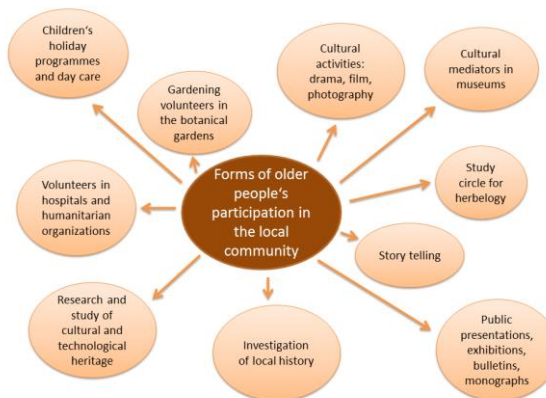 Children's
holiday
programmes
and day care
Gardening
volunteers in
the botanical
gardens
Cultural
activities:
drama, film,
photography
Cultural
mediators in
museums
Forms of older
people's
participation in
the local
community
Volunteers in
hospitals and
humanitarian
organizations
Study
circle for
herbelogy
Story telling
Research and
study of
cultural and
technological
heritage
Investigation
of local history
Public
presentations,
exhibitions,
bulletins,
monographs